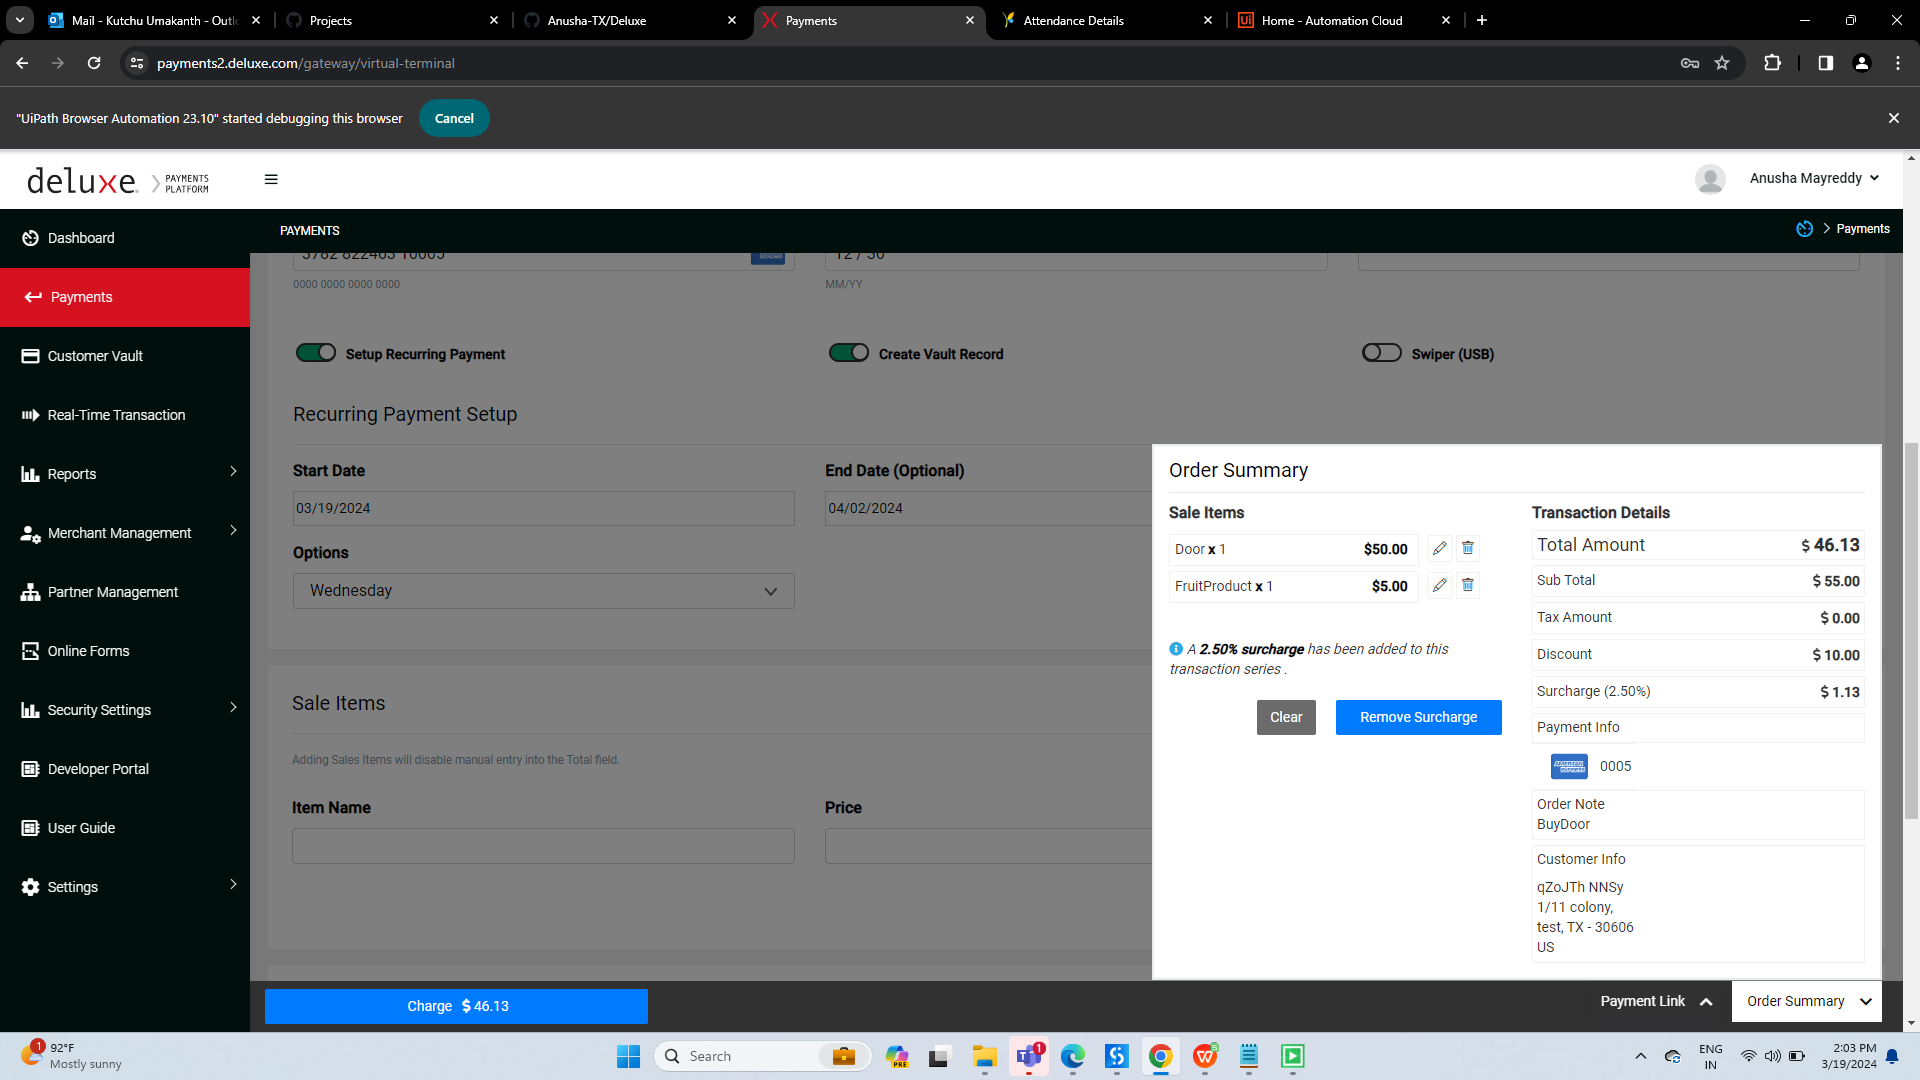 Mail - Kutchu Umakanth - Outl
Projects
Anusha-TX/Deluxe
Payments
Attendance Details
Home - Automation Cloud
payments2.deluxe.com/gateway/virtual-terminal
"UiPath Browser Automation 23.10" started debugging this browser
Cancel
deluxe.
PAYMENTS
PLATFORM
Anusha Mayreddy
Dashboard
Payments
Customer Vault
Real-Time Transaction
Reports
Merchant Management
Partner Management
Online Forms
Security Settings
Developer Portal
User Guide
Settings
PAYMENTS
Payments
3782 822463 10005
12 / 30
0000 0000 0000 0000
MM/YY
Setup Recurring Payment
Create Vault Record
Swiper (USB)
Recurring Payment Setup
Start Date
End Date (Optional)
03/19/2024
04/02/2024
Options
Wednesday
Sale Items
Adding Sales Items will disable manual entry into the Total field.
Item Name
Price
Order Summary
Sale Items
Door x 1
$50.00
FruitProduct x 1
$5.00
A 2.50% surcharge has been added to this
transaction series .
Clear
Remove Surcharge
Transaction Details
Total Amount
$ 46.13
Sub Total
$ 55.00
Tax Amount
$ 0.00
Discount
$ 10.00
Surcharge (2.50%)
$ 1.13
Payment Info
AMERICAN
EXPRESS
0005
Order Note
BuyDoor
Customer Info
qZoJTh NNSy
1/11 colony,
test, TX - 30606
US
Charge $ 46.13
Payment Link
Order Summary
1
92°F
Mostly sunny
Search
PRE
1
ENG
IN
2:03 PM
3/19/2024